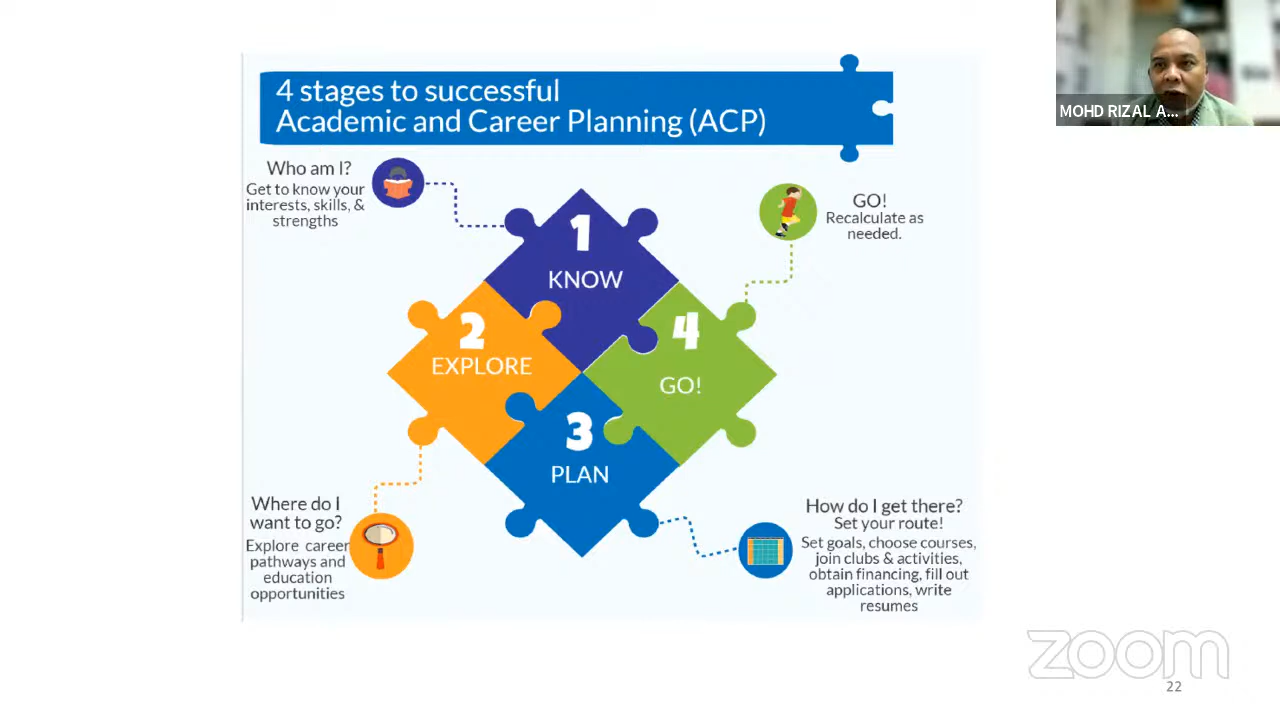 4 stages to successful
Academic and Career Planning (ACP)
MOHD RIZAL A...
Who am I?
Get to know your
interests, skills, &
strengths
GO!
Recalculate as
needed.
1
KNOW
2
EXPLORE
4
GO!
3
PLAN
Where do I
want to go?
Explore career
pathways and
education
opportunities
How do I get there?
Set your route!
Set goals, choose courses,
join clubs & activities,
obtain financing, fill out
applications, write
resumes
zoom
22